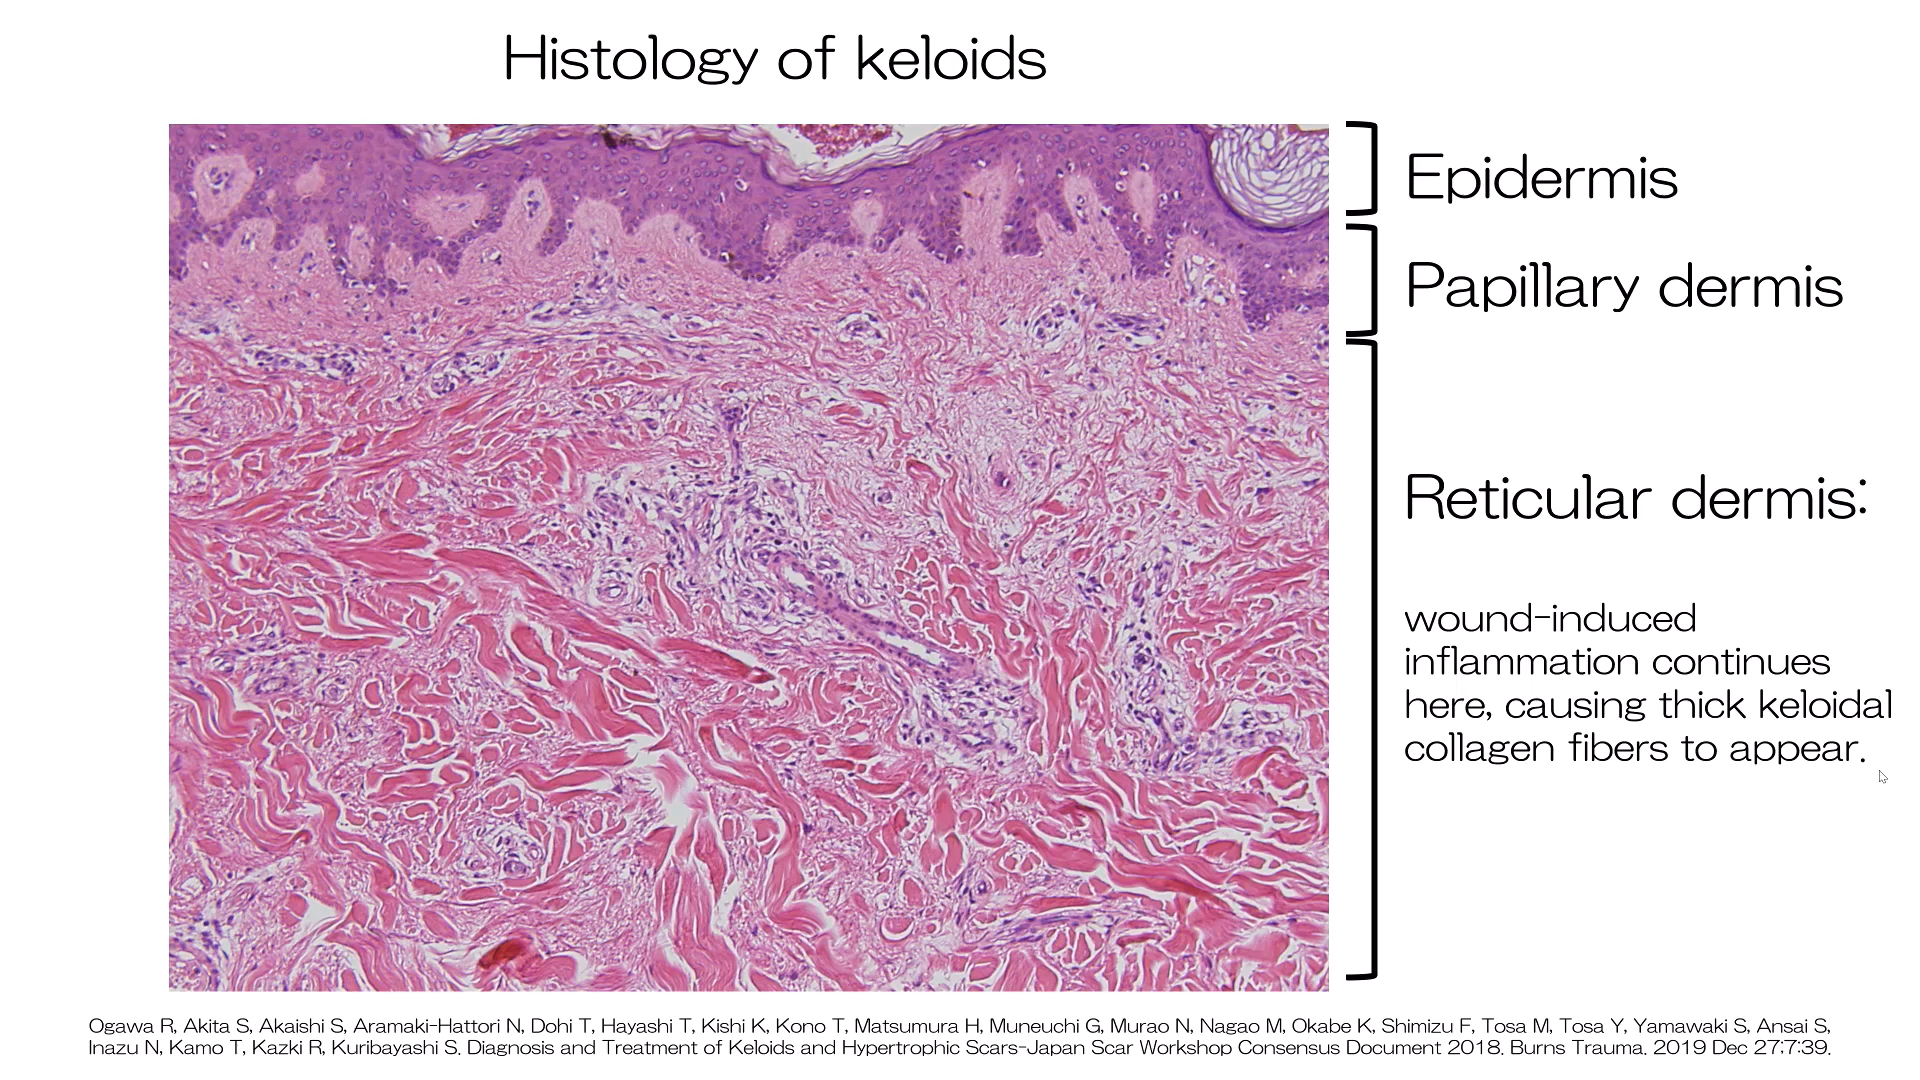 Histology of keloids
Epidermis
Papillary dermis
Reticular dermis:
wound-induced
inflammation continues
here, causing thick keloidal
collagen fibers to appear.
Ogawa R, Akita S, Akaishi S, Aramaki-Hattori N, Dohi T, Hayashi T, Kishi K, Kono T, Matsumura H, Muneuchi G, Murao N, Nagao M, Okabe K, Shimizu F, Tosa M, Tosa Y, Yamawaki S, Ansai S,
Inazu N, Kamo T, Kazki R, Kuribayashi S. Diagnosis and Treatment of Keloids and Hypertrophic Scars-Japan Scar Workshop Consensus Document 2018. Burns Trauma. 2019 Dec 27;7:39.